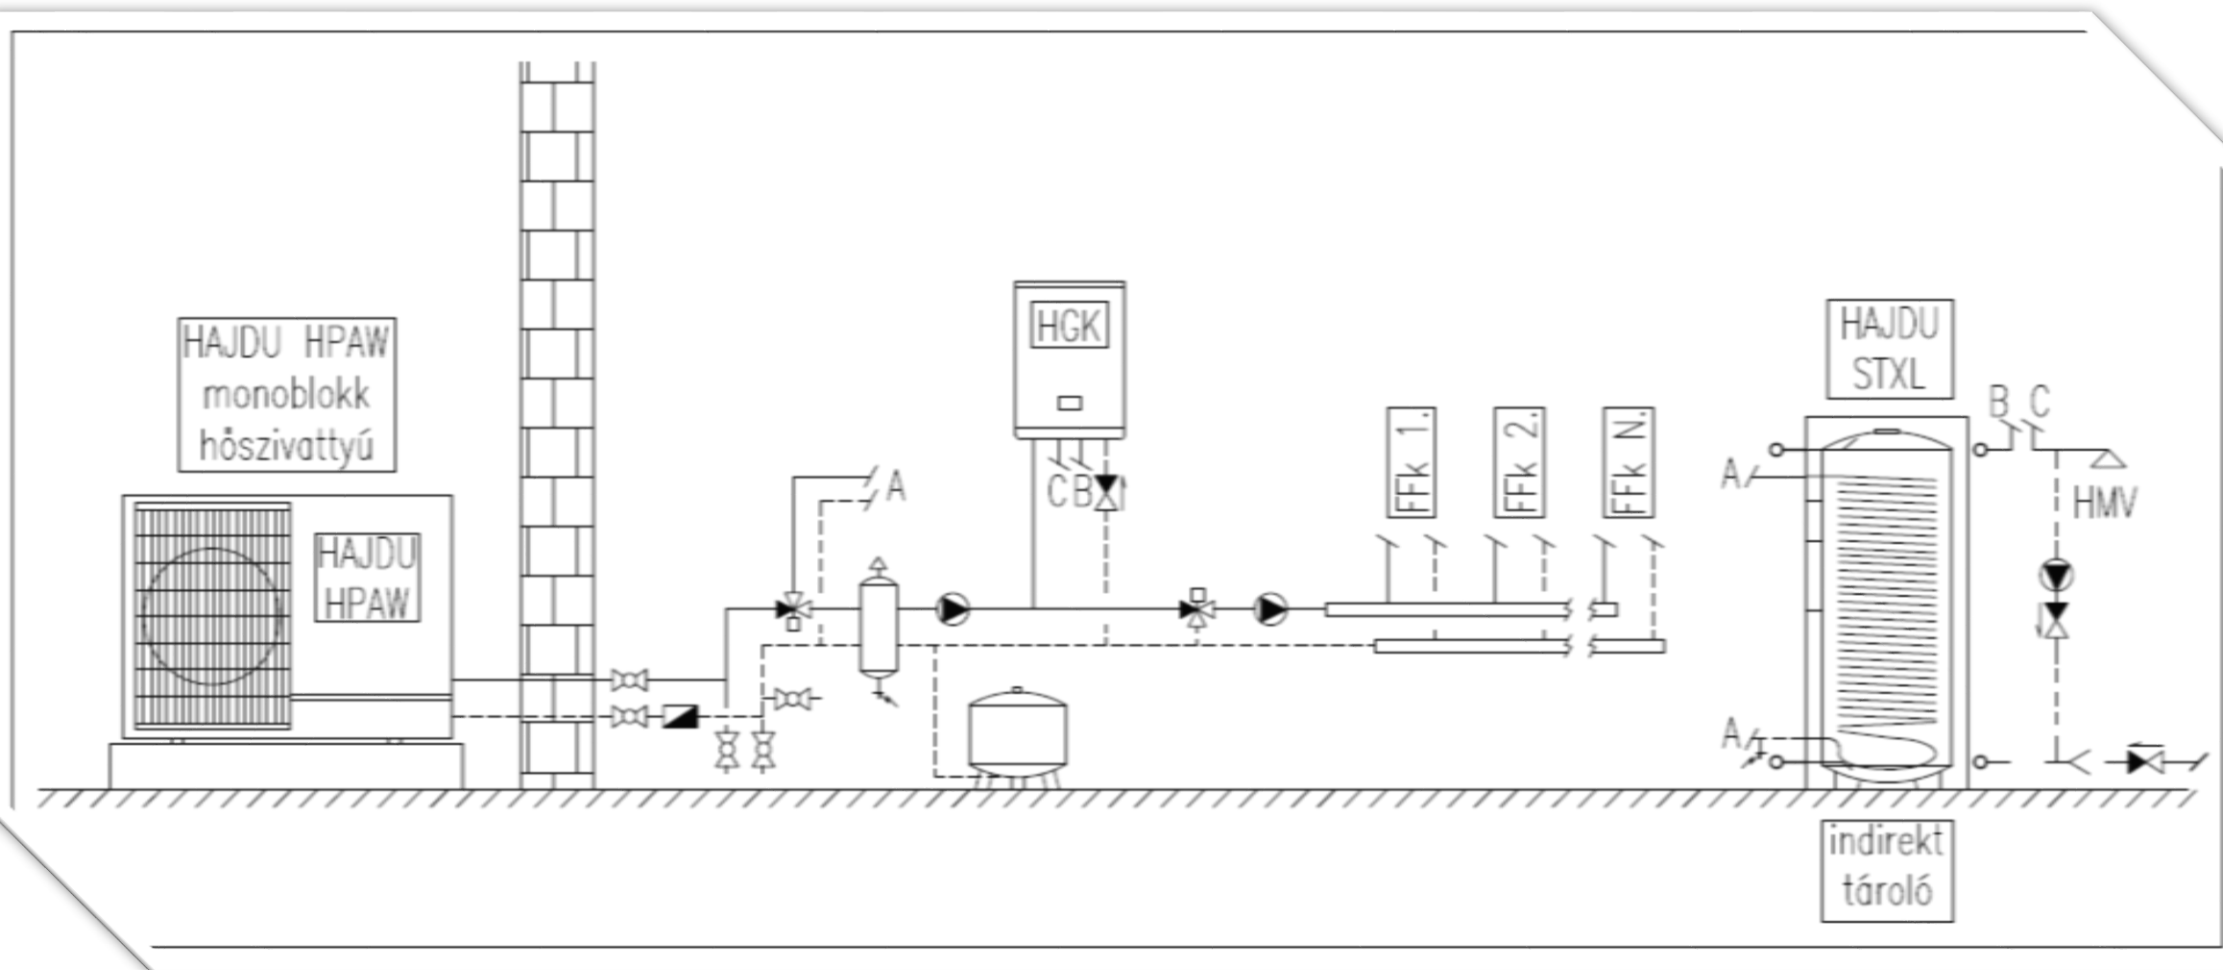 HAJDU HPAW
monoblokk
hőszivattyú
HAJDU
HPAW
A
HGK
C B
FFk 1.
FFk 2.
FFk N.
HAJDU
STXL
B C
A
HMV
A
indirekt
tároló